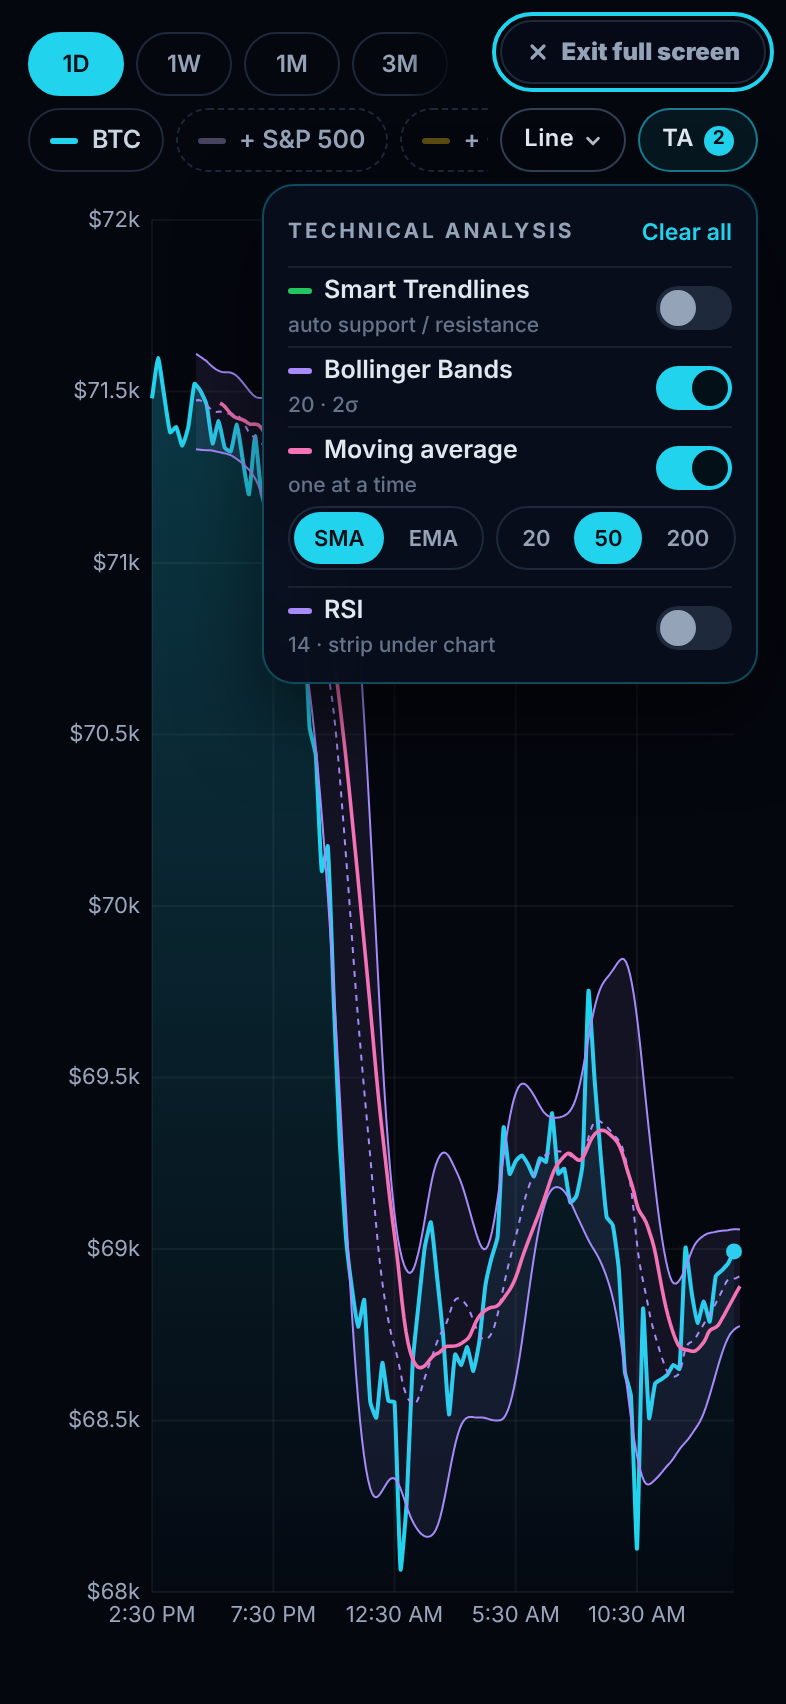 1D 1W 1M 3M ✕ Exit full screen
BTC + S&P 500 + Line TA 2
TECHNICAL ANALYSIS Clear all
Smart Trendlines
auto support / resistance
Bollinger Bands
20 · 2σ
Moving average
one at a time
SMA EMA 20 50 200
RSI
14 · strip under chart
$72k
$71.5k
$71k
$70.5k
$70k
$69.5k
$69k
$68.5k
$68k
2:30 PM 7:30 PM 12:30 AM 5:30 AM 10:30 AM